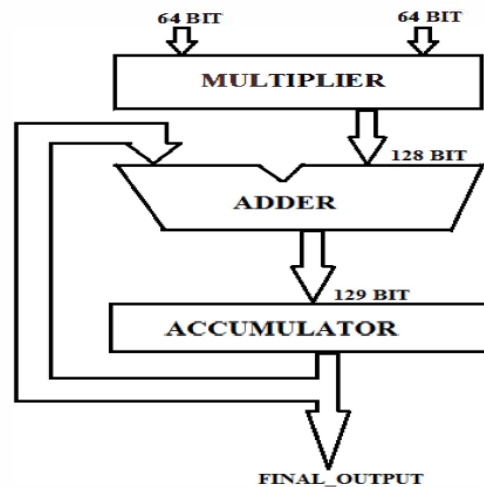 64 BIT 64 BIT
MULTIPLIER
128 BIT
ADDER
129 BIT
ACCUMULATOR
FINAL_OUTPUT